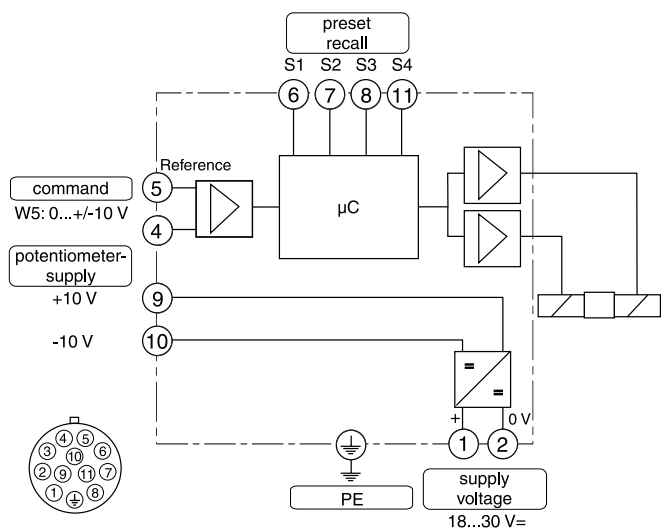 preset
recall
S1 S2 S3 S4
6 7 8 11
Reference
5
command
W5: 0...+/-10 V
µC
4
potentiometer-
supply
+10 V
9
-10 V
10
=
=
+ 0 V
1 2
4 5
3 10 6
2 9 11 7
1 8
PE
supply
voltage
18...30 V=